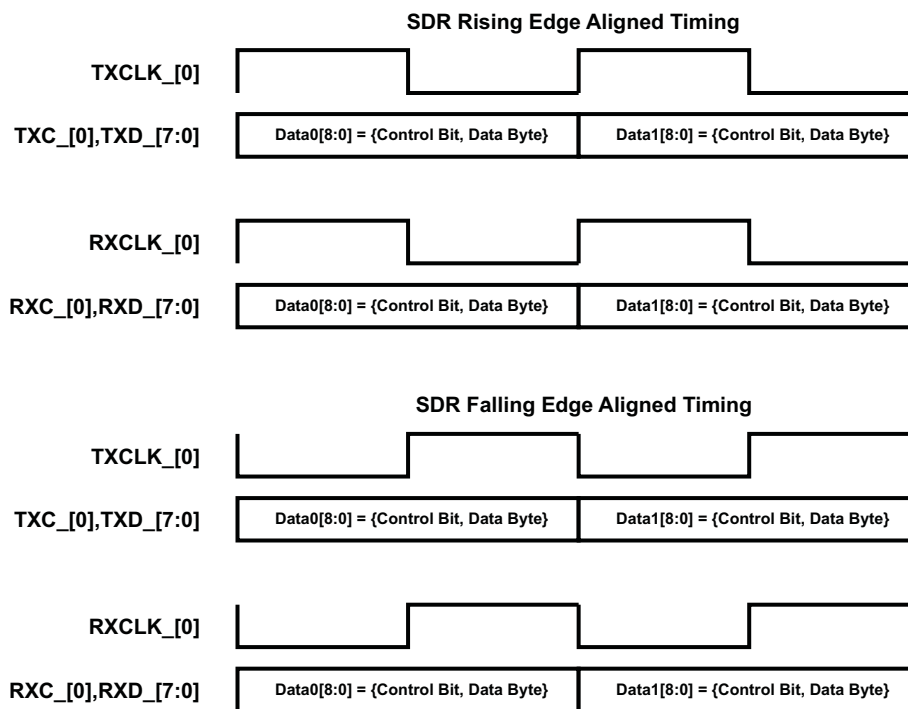 SDR Rising Edge Aligned Timing
TXCLK_[0]
TXC_[0],TXD_[7:0] Data0[8:0] = {Control Bit, Data Byte} Data1[8:0] = {Control Bit, Data Byte}
RXCLK_[0]
RXC_[0],RXD_[7:0] Data0[8:0] = {Control Bit, Data Byte} Data1[8:0] = {Control Bit, Data Byte}
SDR Falling Edge Aligned Timing
TXCLK_[0]
TXC_[0],TXD_[7:0] Data0[8:0] = {Control Bit, Data Byte} Data1[8:0] = {Control Bit, Data Byte}
RXCLK_[0]
RXC_[0],RXD_[7:0] Data0[8:0] = {Control Bit, Data Byte} Data1[8:0] = {Control Bit, Data Byte}